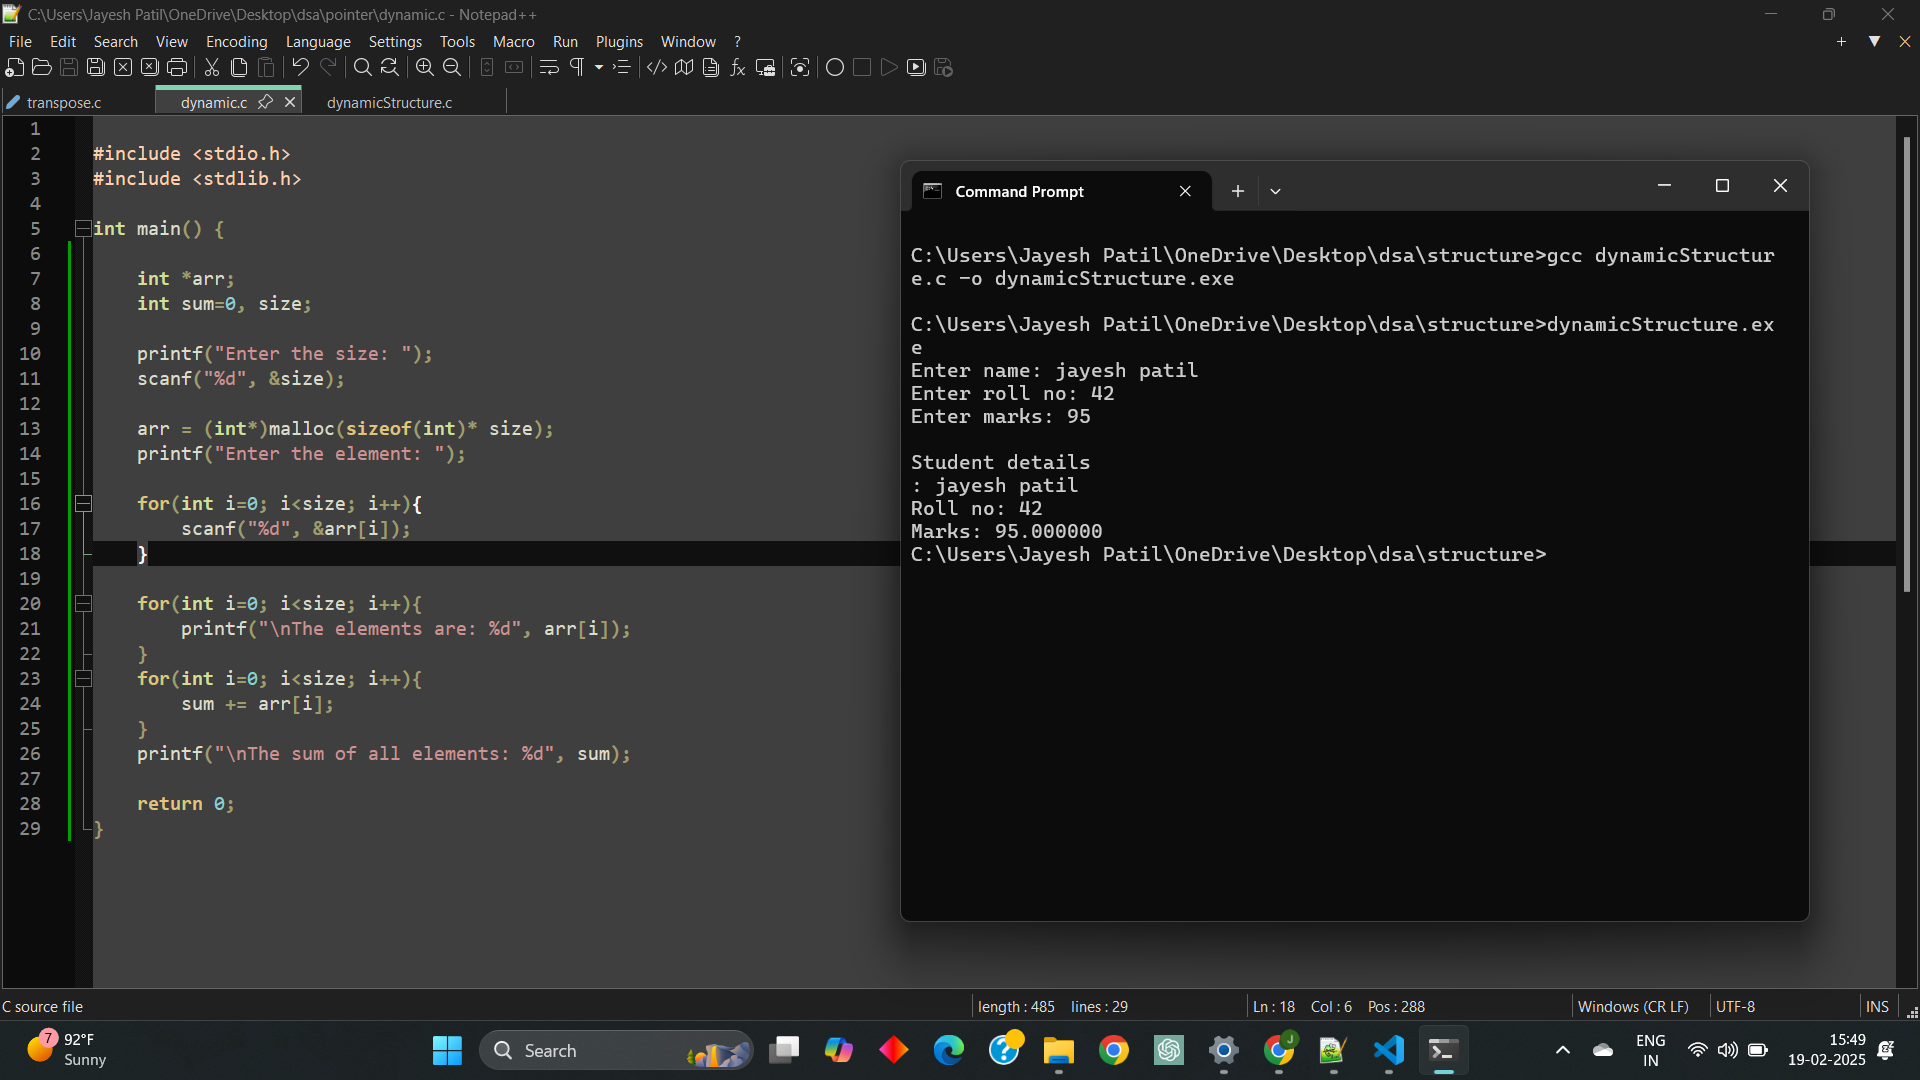 C:\Users\Jayesh Patil\OneDrive\Desktop\dsa\pointer\dynamic.c - Notepad++
File Edit Search View Encoding Language Settings Tools Macro Run Plugins Window ?
transpose.c dynamic.c dynamicStructure.c
1
2 #include <stdio.h>
3 #include <stdlib.h>
4
5 int main() {
6
7 int *arr;
8 int sum=0, size;
9
10 printf("Enter the size: ");
11 scanf("%d", &size);
12
13 arr = (int*)malloc(sizeof(int)* size);
14 printf("Enter the element: ");
15
16 for(int i=0; i<size; i++){
17 scanf("%d", &arr[i]);
18 }
19
20 for(int i=0; i<size; i++){
21 printf("\nThe elements are: %d", arr[i]);
22 }
23 for(int i=0; i<size; i++){
24 sum += arr[i];
25 }
26 printf("\nThe sum of all elements: %d", sum);
27
28 return 0;
29 }
Command Prompt
C:\Users\Jayesh Patil\OneDrive\Desktop\dsa\structure>gcc dynamicStructur
e.c -o dynamicStructure.exe
C:\Users\Jayesh Patil\OneDrive\Desktop\dsa\structure>dynamicStructure.ex
e
Enter name: jayesh patil
Enter roll no: 42
Enter marks: 95
Student details
: jayesh patil
Roll no: 42
Marks: 95.000000
C:\Users\Jayesh Patil\OneDrive\Desktop\dsa\structure>
C source file length : 485 lines : 29 Ln : 18 Col : 6 Pos : 288 Windows (CR LF) UTF-8 INS
7
92°F
Sunny
Search
J
ENG
IN
15:49
19-02-2025